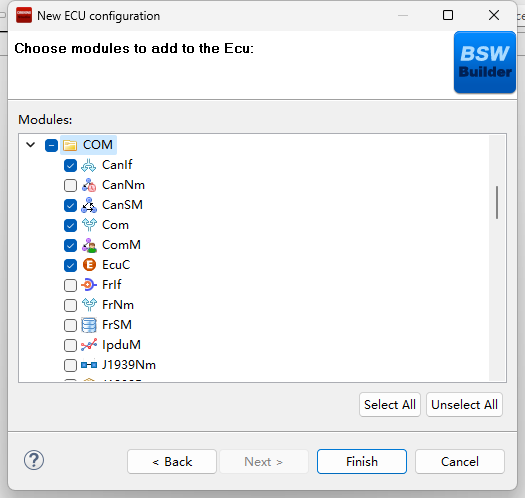 New ECU configuration
Choose modules to add to the Ecu:
BSW
Builder
Modules:
COM
CanIf
CanNm
CanSM
Com
ComM
E EcuC
FrIf
FrNm
FrSM
IpduM
J1939Nm
Select All
Unselect All
?
< Back
Next >
Finish
Cancel